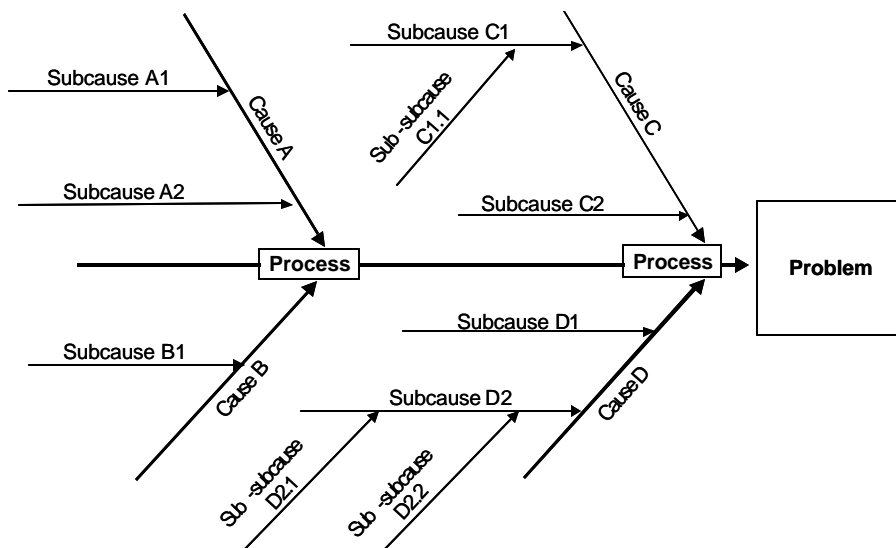 Subcause C1
Subcause A1
Cause A
Sub-subcause
C1.1
Cause C
Subcause A2
Subcause C2
Process
Process
Problem
Subcause D1
Subcause B1
Cause B
Subcause D2
Cause D
Sub-subcause
D2.1
Sub-subcause
D2.2